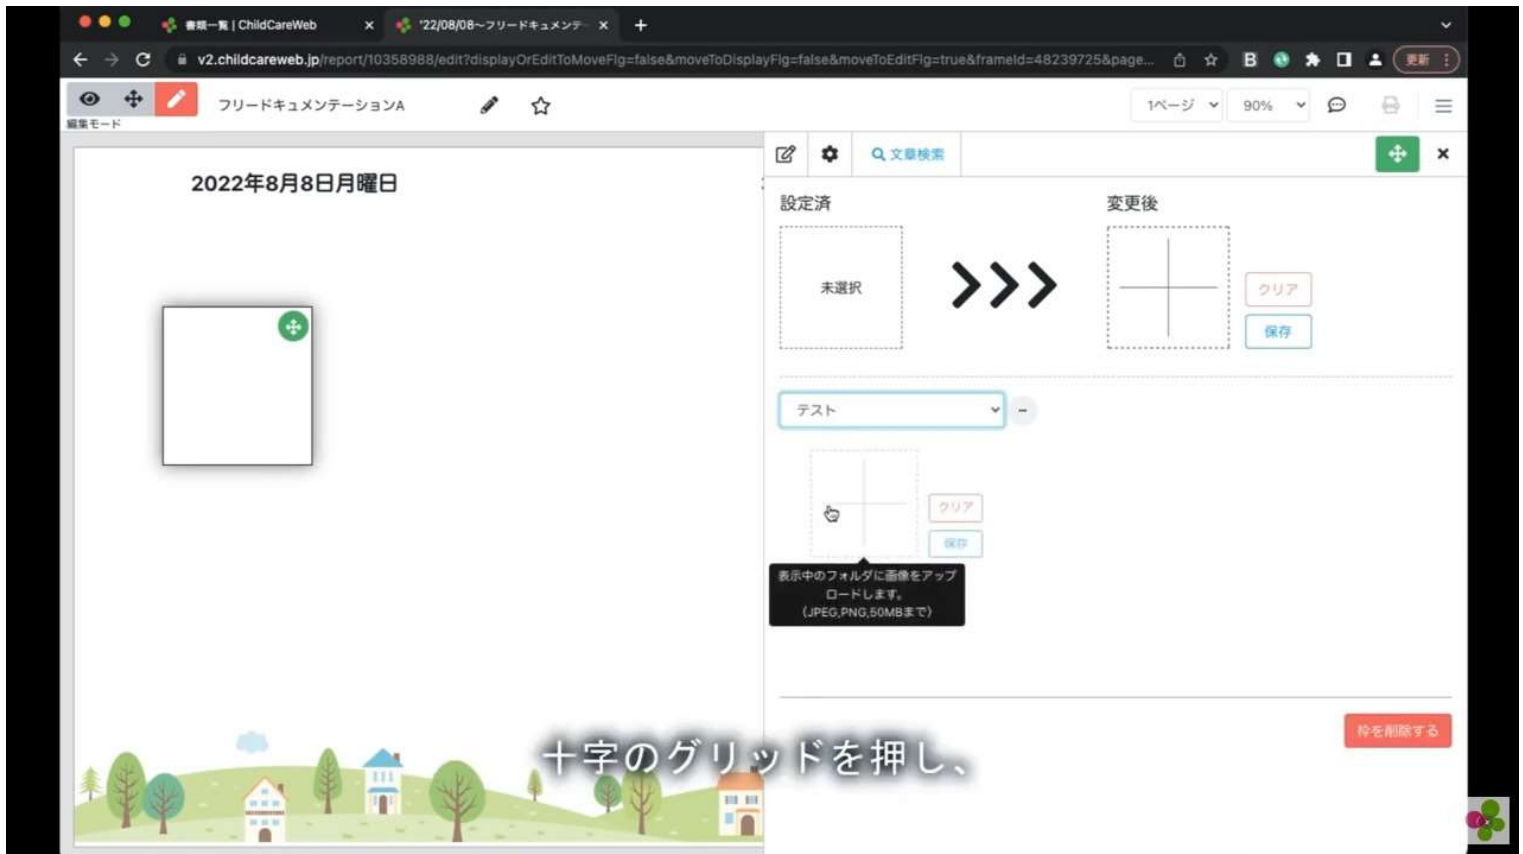 書類一覧 | ChildCareWeb
'22/08/08〜フリードキュメンテー
v2.childcareweb.jp/report/10358988/edit?displayOrEditToMoveFlg=false&moveToDisplayFlg=false&moveToEditFlg=true&frameId=48239725&page...
B
更新
編集モード
フリードキュメンテーションA
1ページ
90%
文章検索
2022年8月8日月曜日
設定済
変更後
未選択
クリア
保存
テスト
クリア
保存
表示中のフォルダに画像をアップ
ロードします。
（JPEG,PNG,50MBまで）
枠を削除する
十字のグリッドを押し、